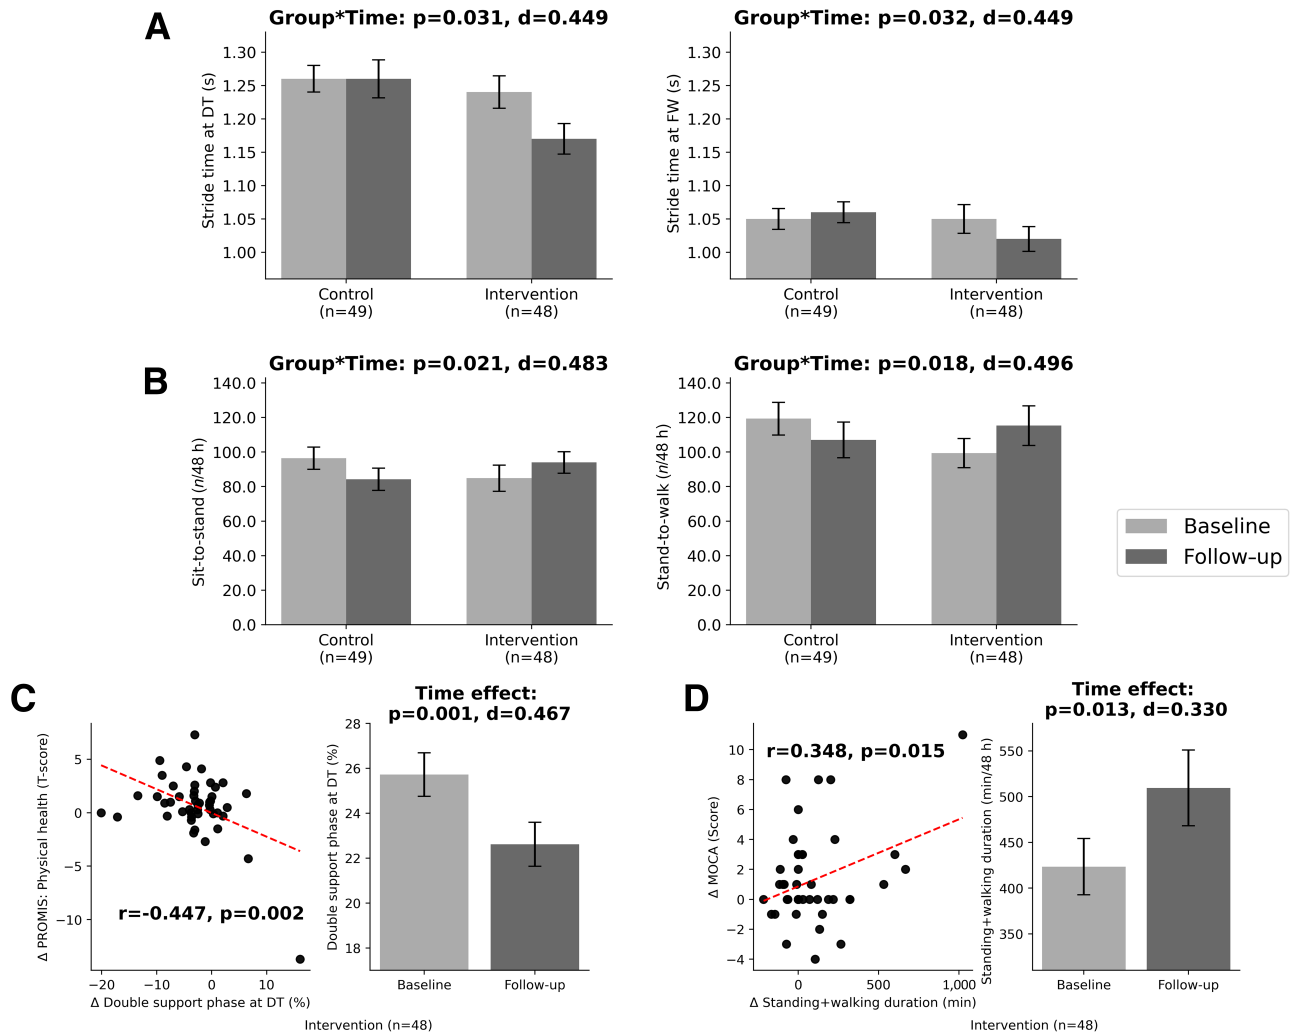 A
Group*Time: p=0.031, d=0.449
Stride time at DT (s)
1.30
1.25
1.20
1.15
1.10
1.05
1.00
Control
(n=49)
Intervention
(n=48)
Group*Time: p=0.032, d=0.449
Stride time at FW (s)
1.30
1.25
1.20
1.15
1.10
1.05
1.00
Control
(n=49)
Intervention
(n=48)
B
Group*Time: p=0.021, d=0.483
Sit-to-stand (n/48 h)
140.0
120.0
100.0
80.0
60.0
40.0
20.0
0.0
Control
(n=49)
Intervention
(n=48)
Group*Time: p=0.018, d=0.496
Stand-to-walk (n/48 h)
140.0
120.0
100.0
80.0
60.0
40.0
20.0
0.0
Control
(n=49)
Intervention
(n=48)
Baseline
Follow–up
C
Δ PROMIS: Physical health (T-score)
5
0
−5
−10
r=-0.447, p=0.002
−20
−10
0
10
Δ Double support phase at DT (%)
Time effect:
p=0.001, d=0.467
Double support phase at DT (%)
28
26
24
22
20
18
Baseline
Follow-up
Intervention (n=48)
D
Δ MOCA (Score)
10
8
6
4
2
0
−2
−4
r=0.348, p=0.015
0
500
1,000
Δ Standing+walking duration (min)
Time effect:
p=0.013, d=0.330
Standing+walking duration (min/48 h)
550
500
450
400
350
Baseline
Follow-up
Intervention (n=48)